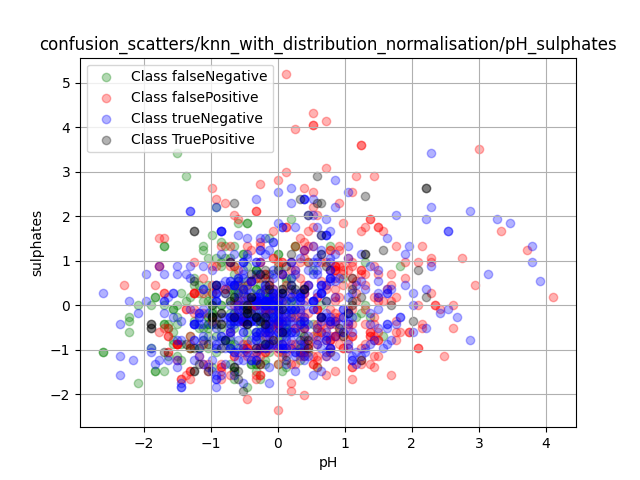 confusion_scatters/knn_with_distribution_normalisation/pH_sulphates
Class falseNegative
Class falsePositive
Class trueNegative
Class TruePositive
5
4
3
2
1
0
−1
−2
sulphates
−2 −1 0 1 2 3 4
pH